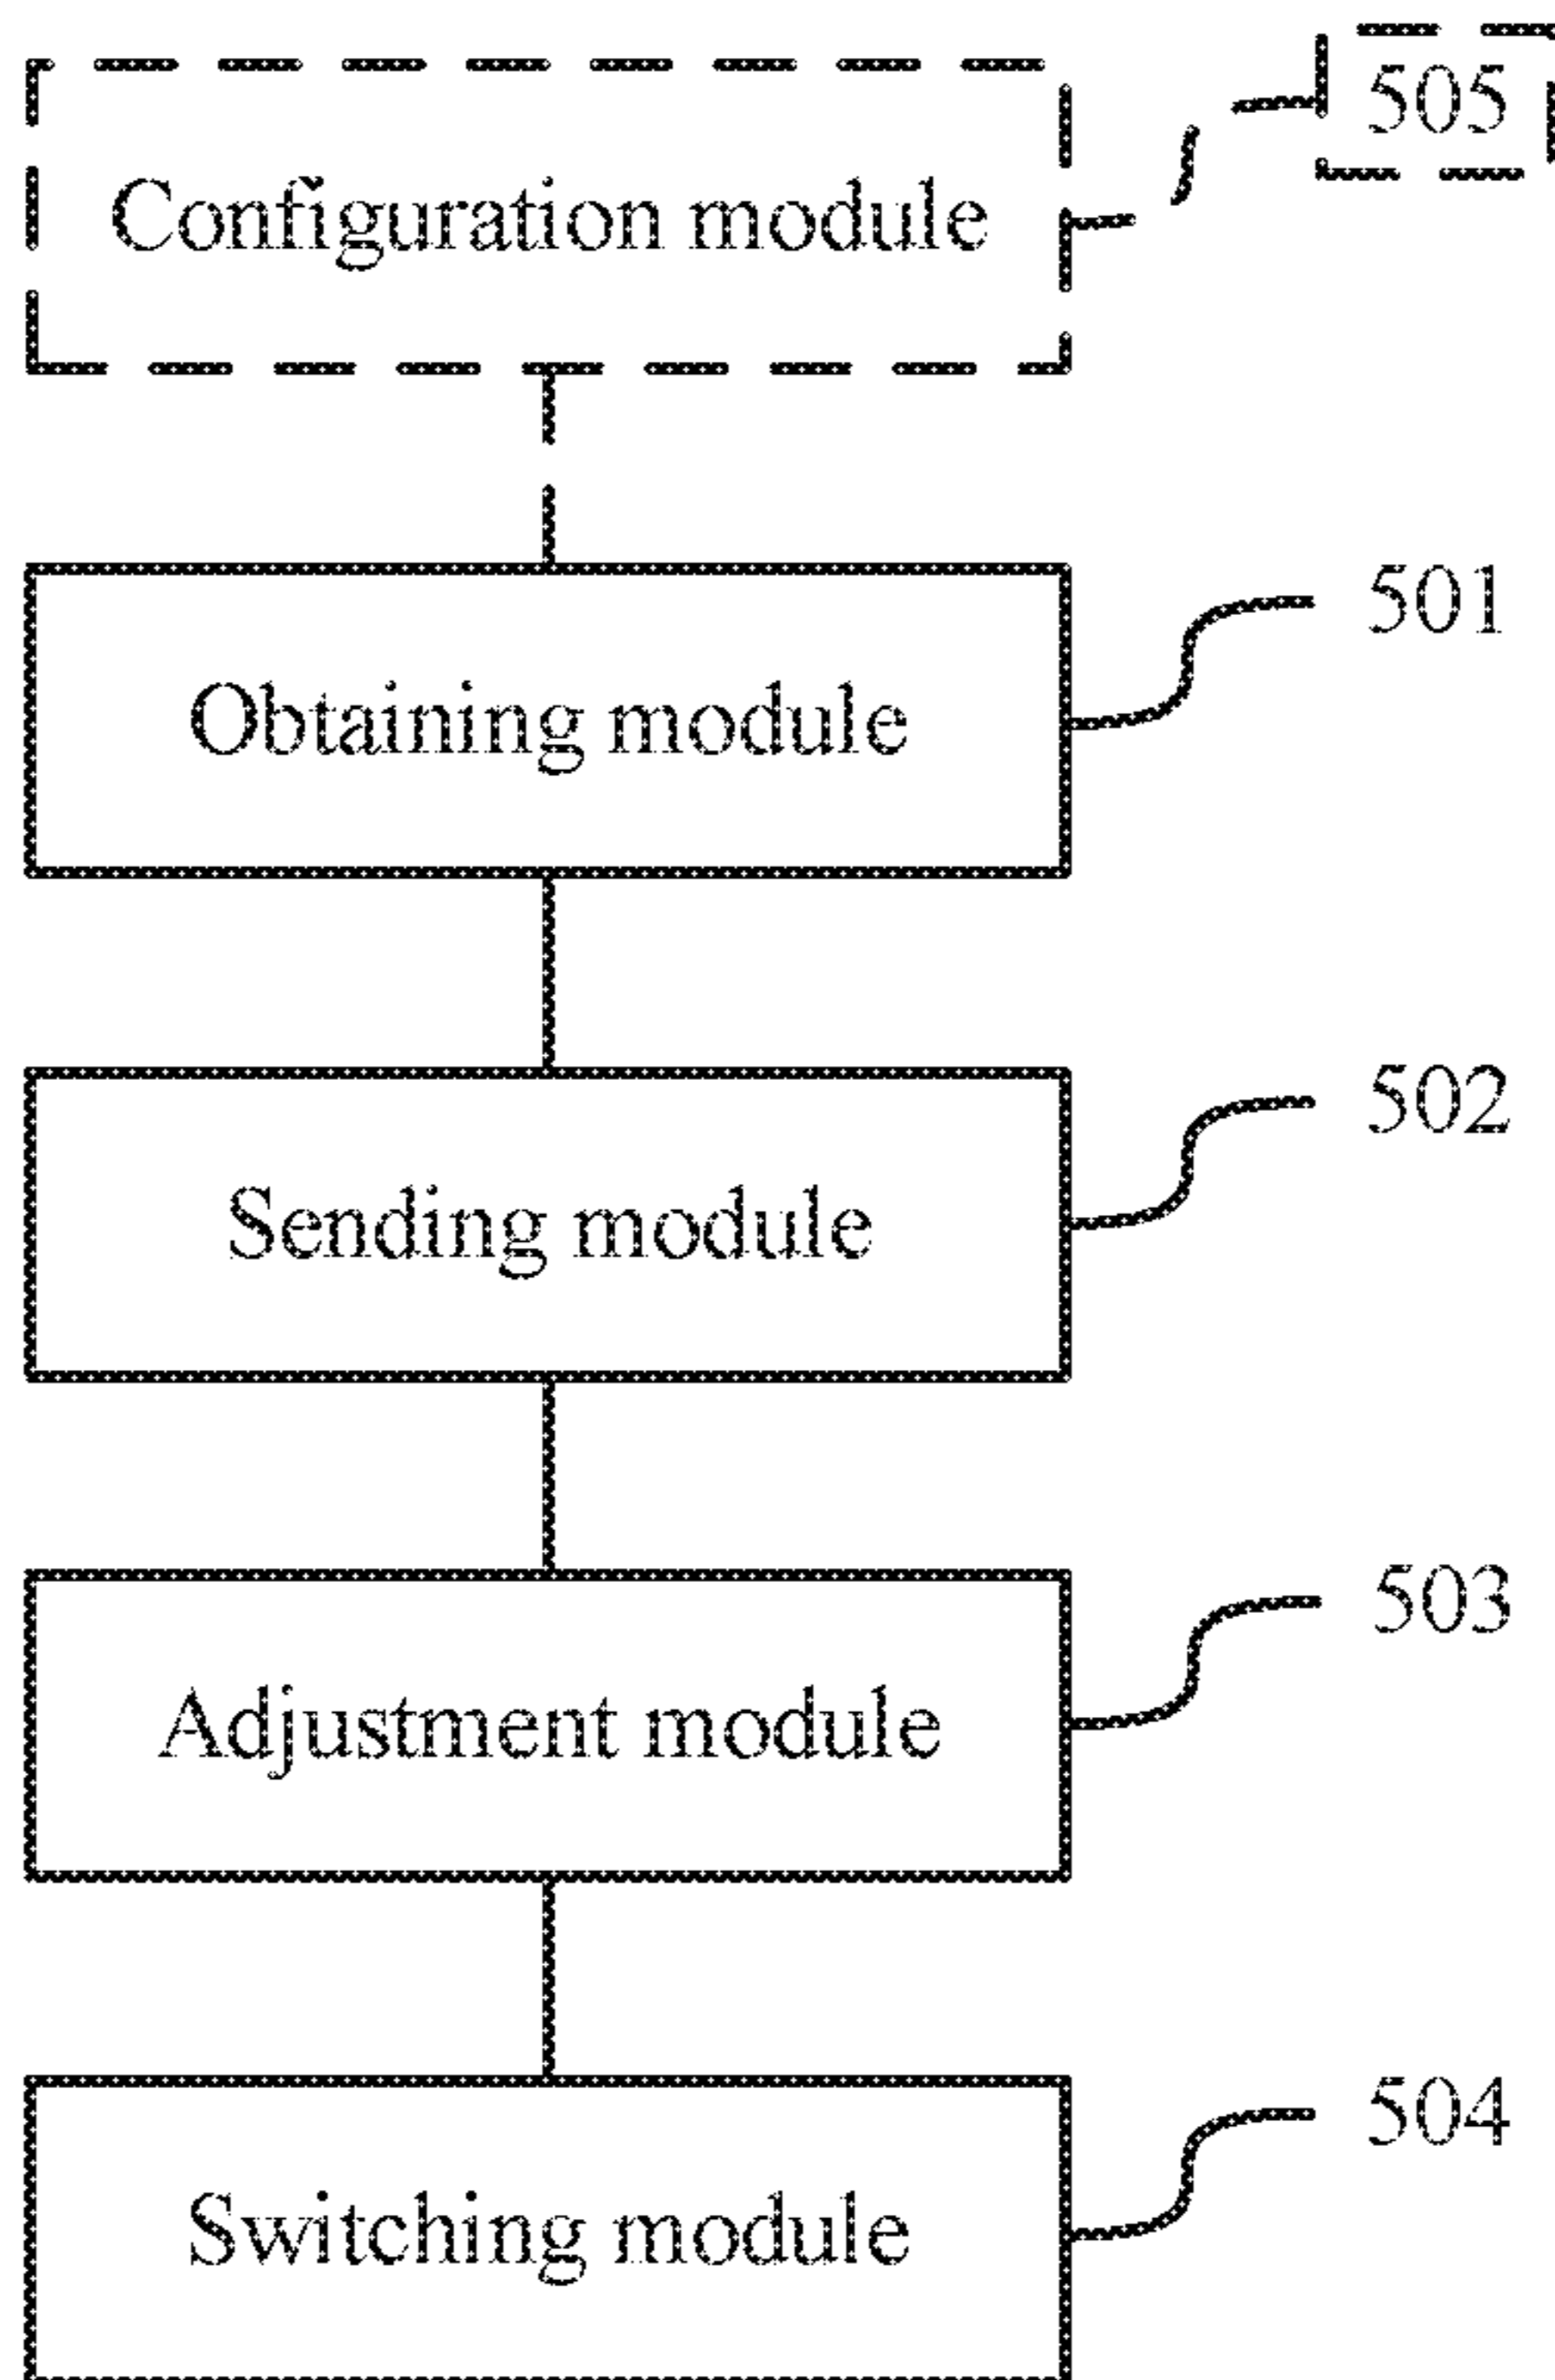 505
Configuration module
501
Obtaining module
502
Sending module
503
Adjustment module
504
Switching module